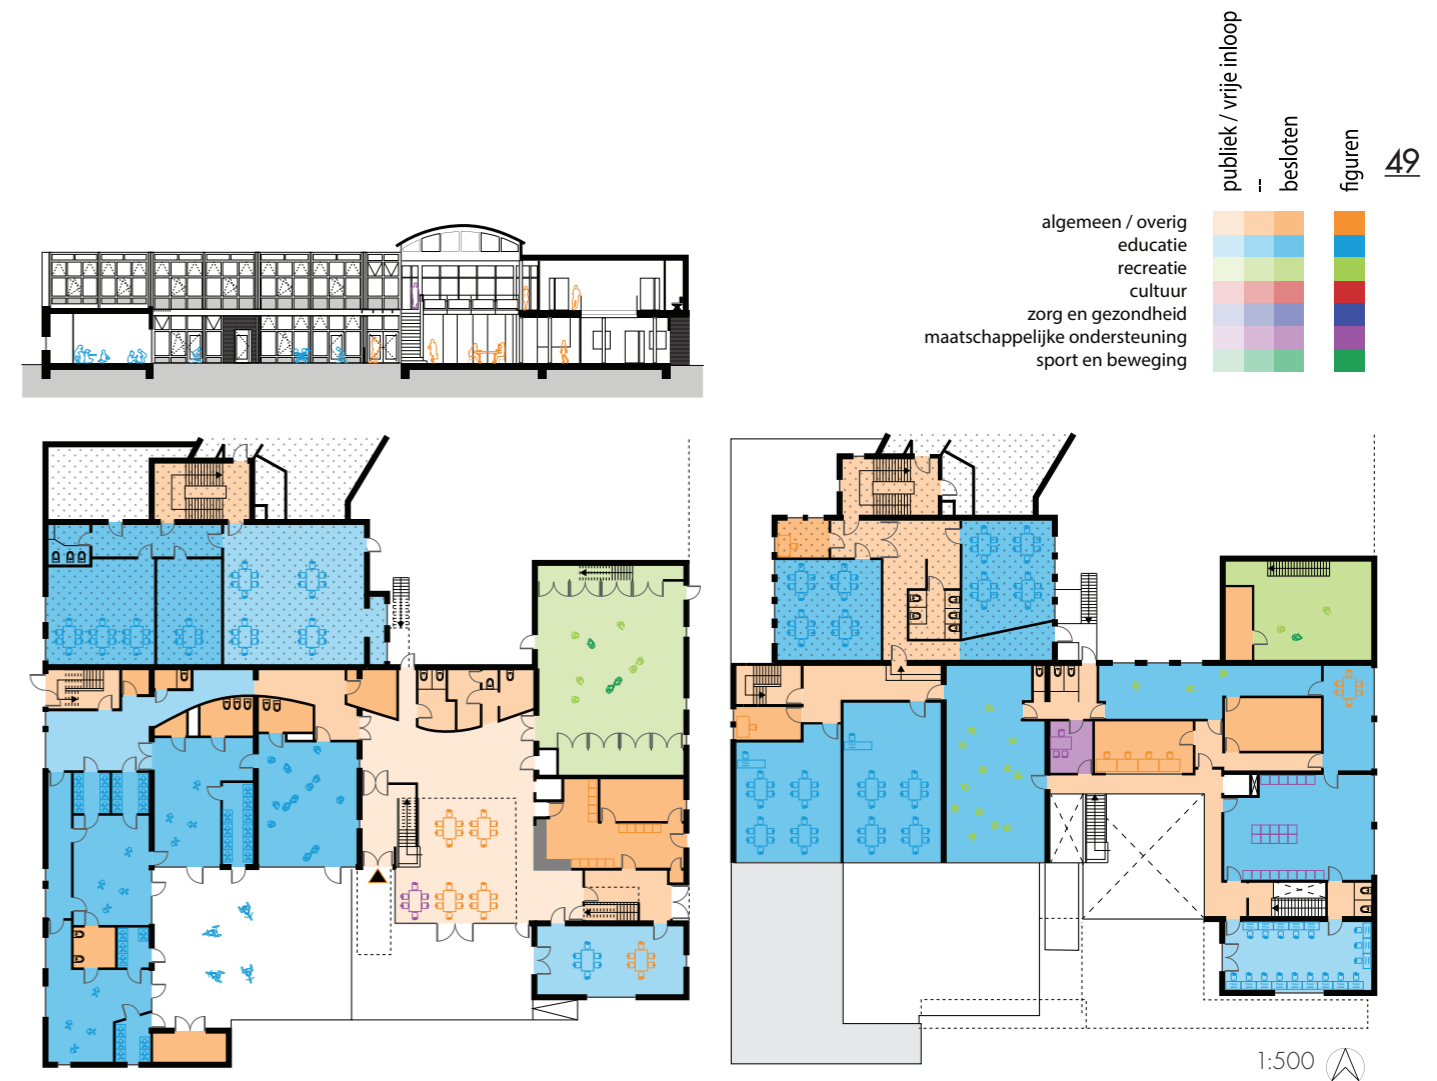 publiek / vrije inloop
--
besloten
figuren
49
algemeen / overig
educatie
recreatie
cultuur
zorg en gezondheid
maatschappelijke ondersteuning
sport en beweging
1:500